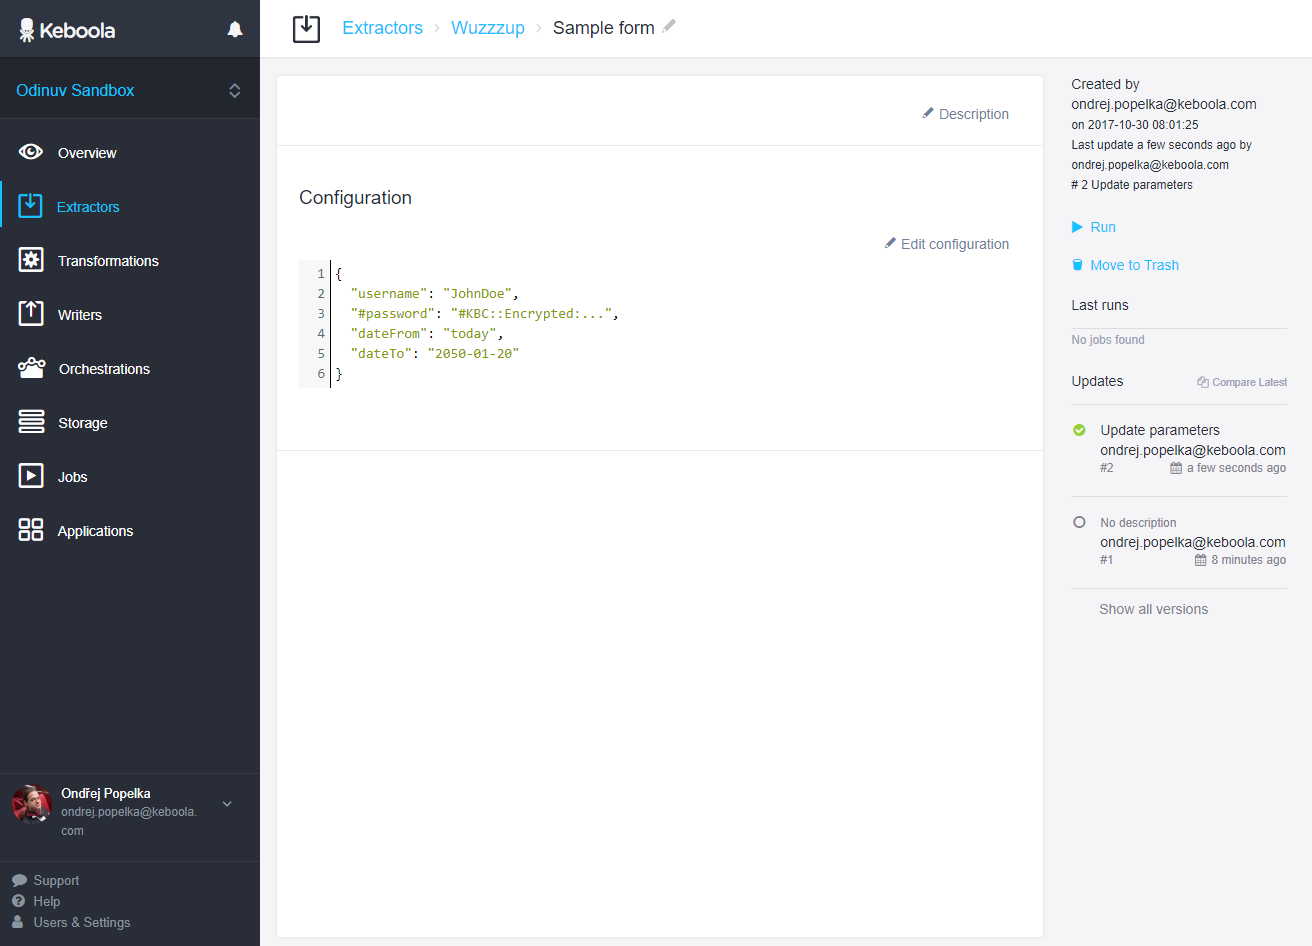 Keboola
Odinuv Sandbox
Overview
Extractors
Transformations
Writers
Orchestrations
Storage
Jobs
Applications
Ondřej Popelka
ondrej.popelka@keboola.
com
Support
Help
Users & Settings
Extractors › Wuzzzup › Sample form
Description
Configuration
Edit configuration
1 {
2 "username": "JohnDoe",
3 "#password": "#KBC::Encrypted:...",
4 "dateFrom": "today",
5 "dateTo": "2050-01-20"
6 }
Created by
ondrej.popelka@keboola.com
on 2017-10-30 08:01:25
Last update a few seconds ago by
ondrej.popelka@keboola.com
# 2 Update parameters
Run
Move to Trash
Last runs
No jobs found
Updates Compare Latest
Update parameters
ondrej.popelka@keboola.com
#2 a few seconds ago
No description
ondrej.popelka@keboola.com
#1 8 minutes ago
Show all versions